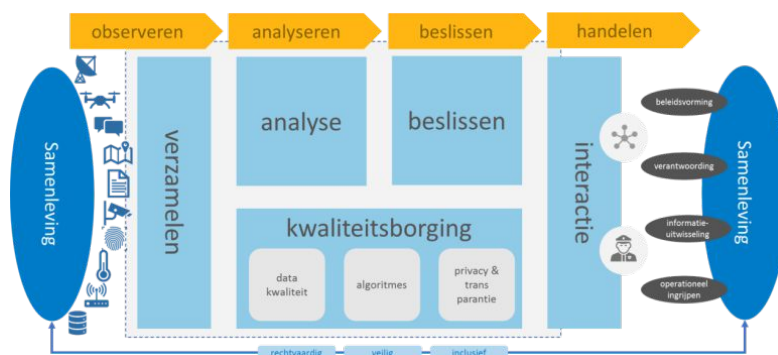 observeren
analyseren
beslissen
handelen
Samenleving
verzamelen
analyse
beslissen
interactie
kwaliteitsborging
data
kwaliteit
algoritmes
privacy &
trans
parantie
beleidsvorming
verantwoording
informatie-
uitwisseling
operationeel
ingrijpen
Samenleving
rechtvaardig
veilig
inclusief